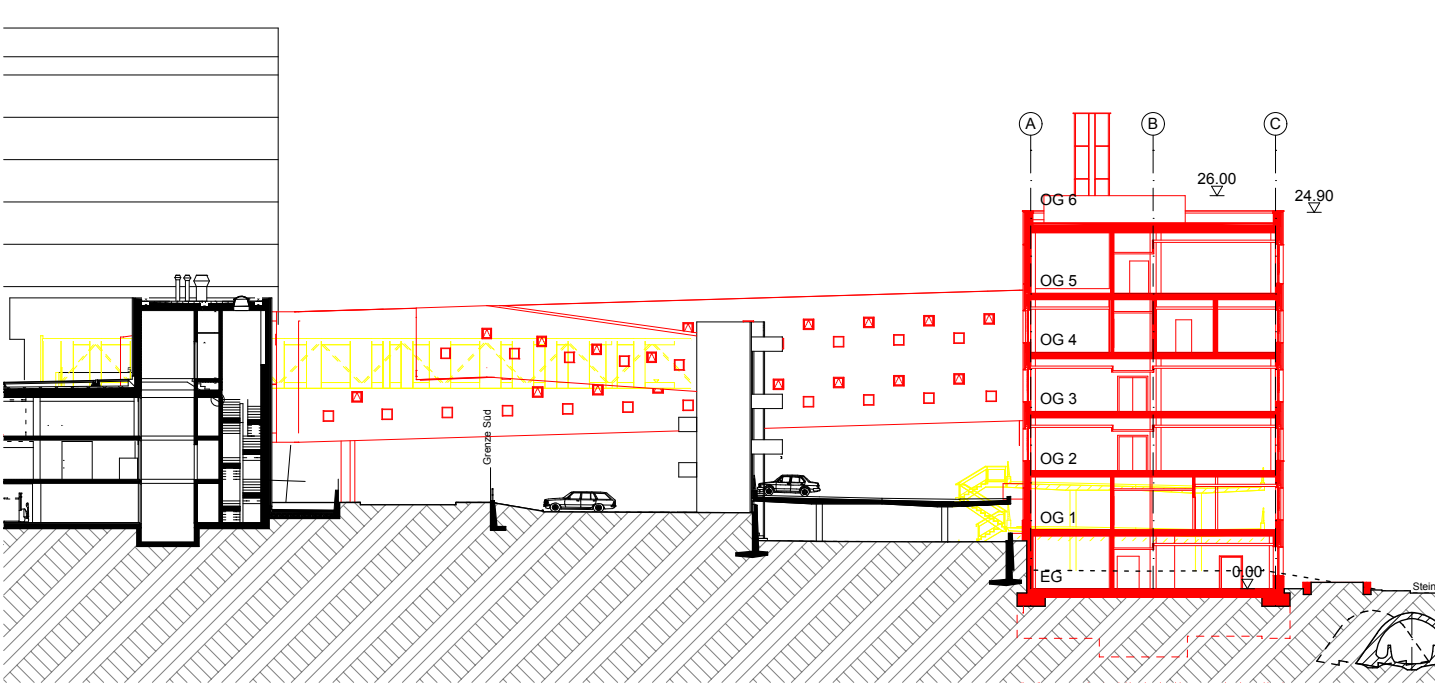 A
B
C
26.00
24.90
OG 6
OG 5
OG 4
OG 3
OG 2
OG 1
EG
0.00
Grenze Süd
Stein